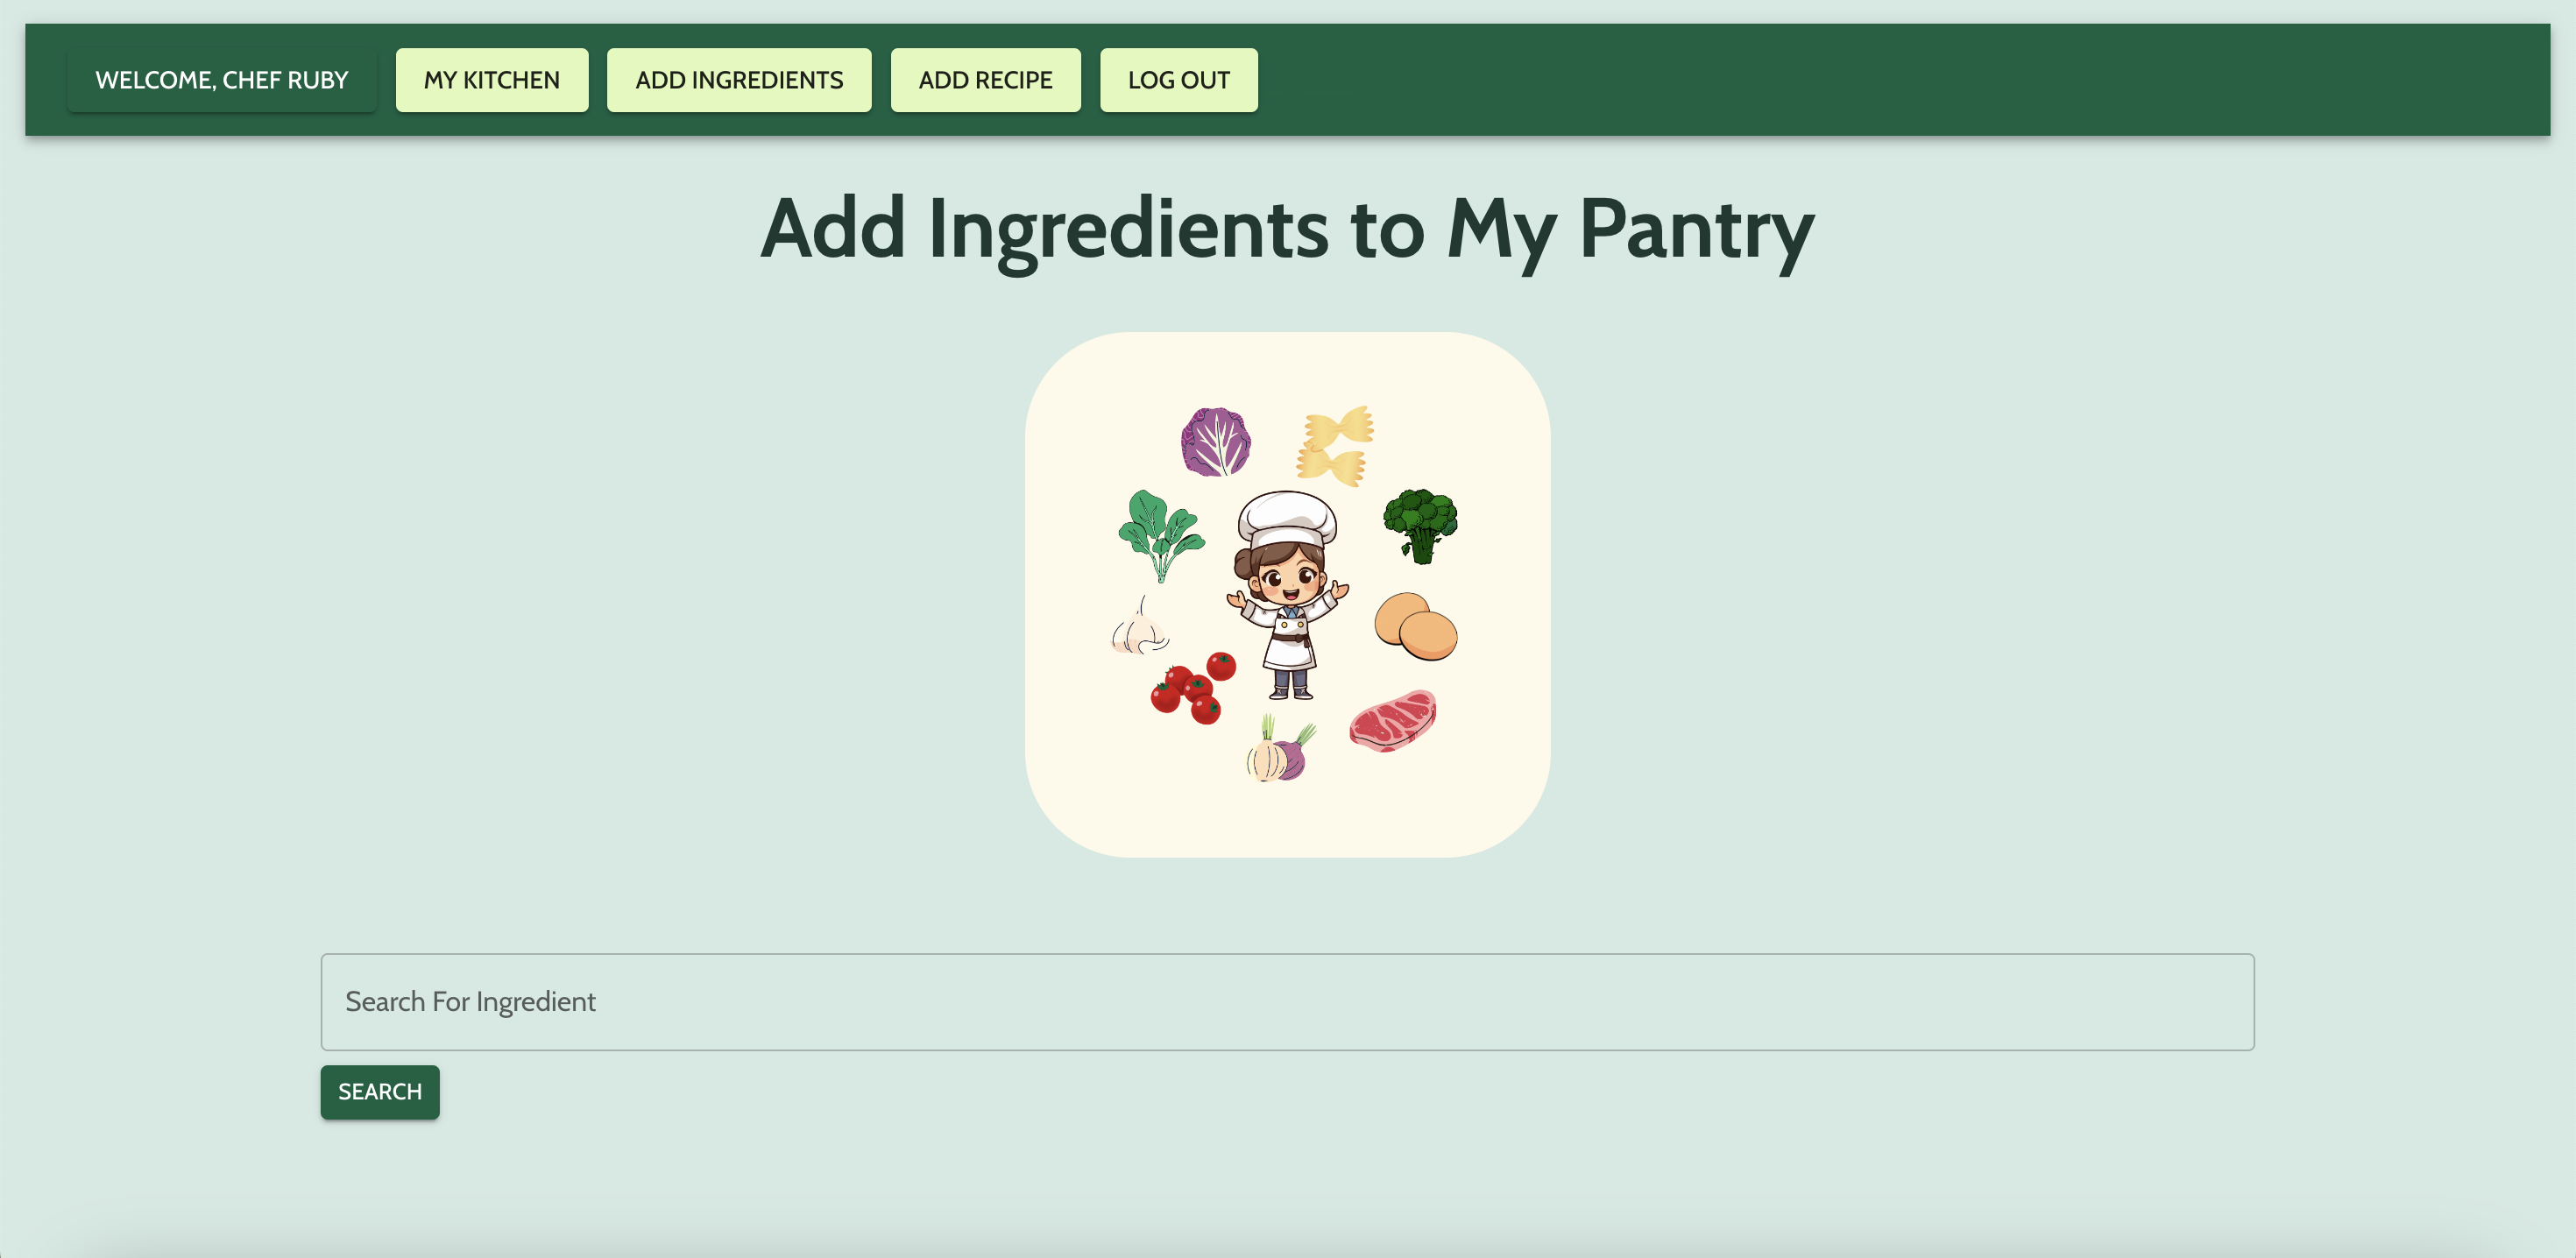 WELCOME, CHEF RUBY MY KITCHEN ADD INGREDIENTS ADD RECIPE LOG OUT
Add Ingredients to My Pantry
Search For Ingredient
SEARCH